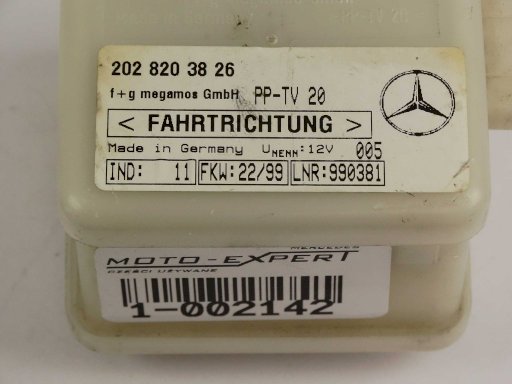 202 820 38 26
f+g megamos GmbH PP-TV 20
< FAHRTRICHTUNG >
Made in Germany UNENN:12V 005
IND: 11 FKW:22/99 LNR:990381
MERCEDES
MOTO-EXPERT
CZĘŚCI UŻYWANE
1-002142